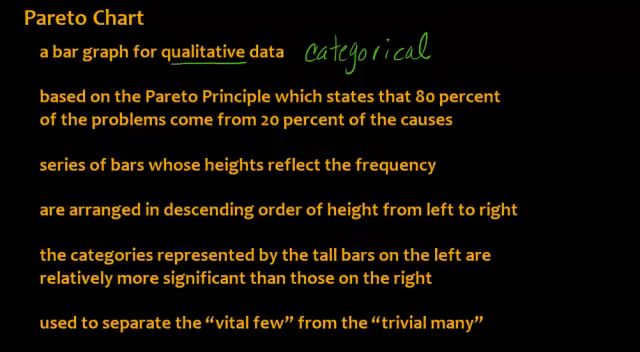 Pareto Chart
a bar graph for qualitative data categorical
based on the Pareto Principle which states that 80 percent
of the problems come from 20 percent of the causes
series of bars whose heights reflect the frequency
are arranged in descending order of height from left to right
the categories represented by the tall bars on the left are
relatively more significant than those on the right
used to separate the “vital few” from the “trivial many”